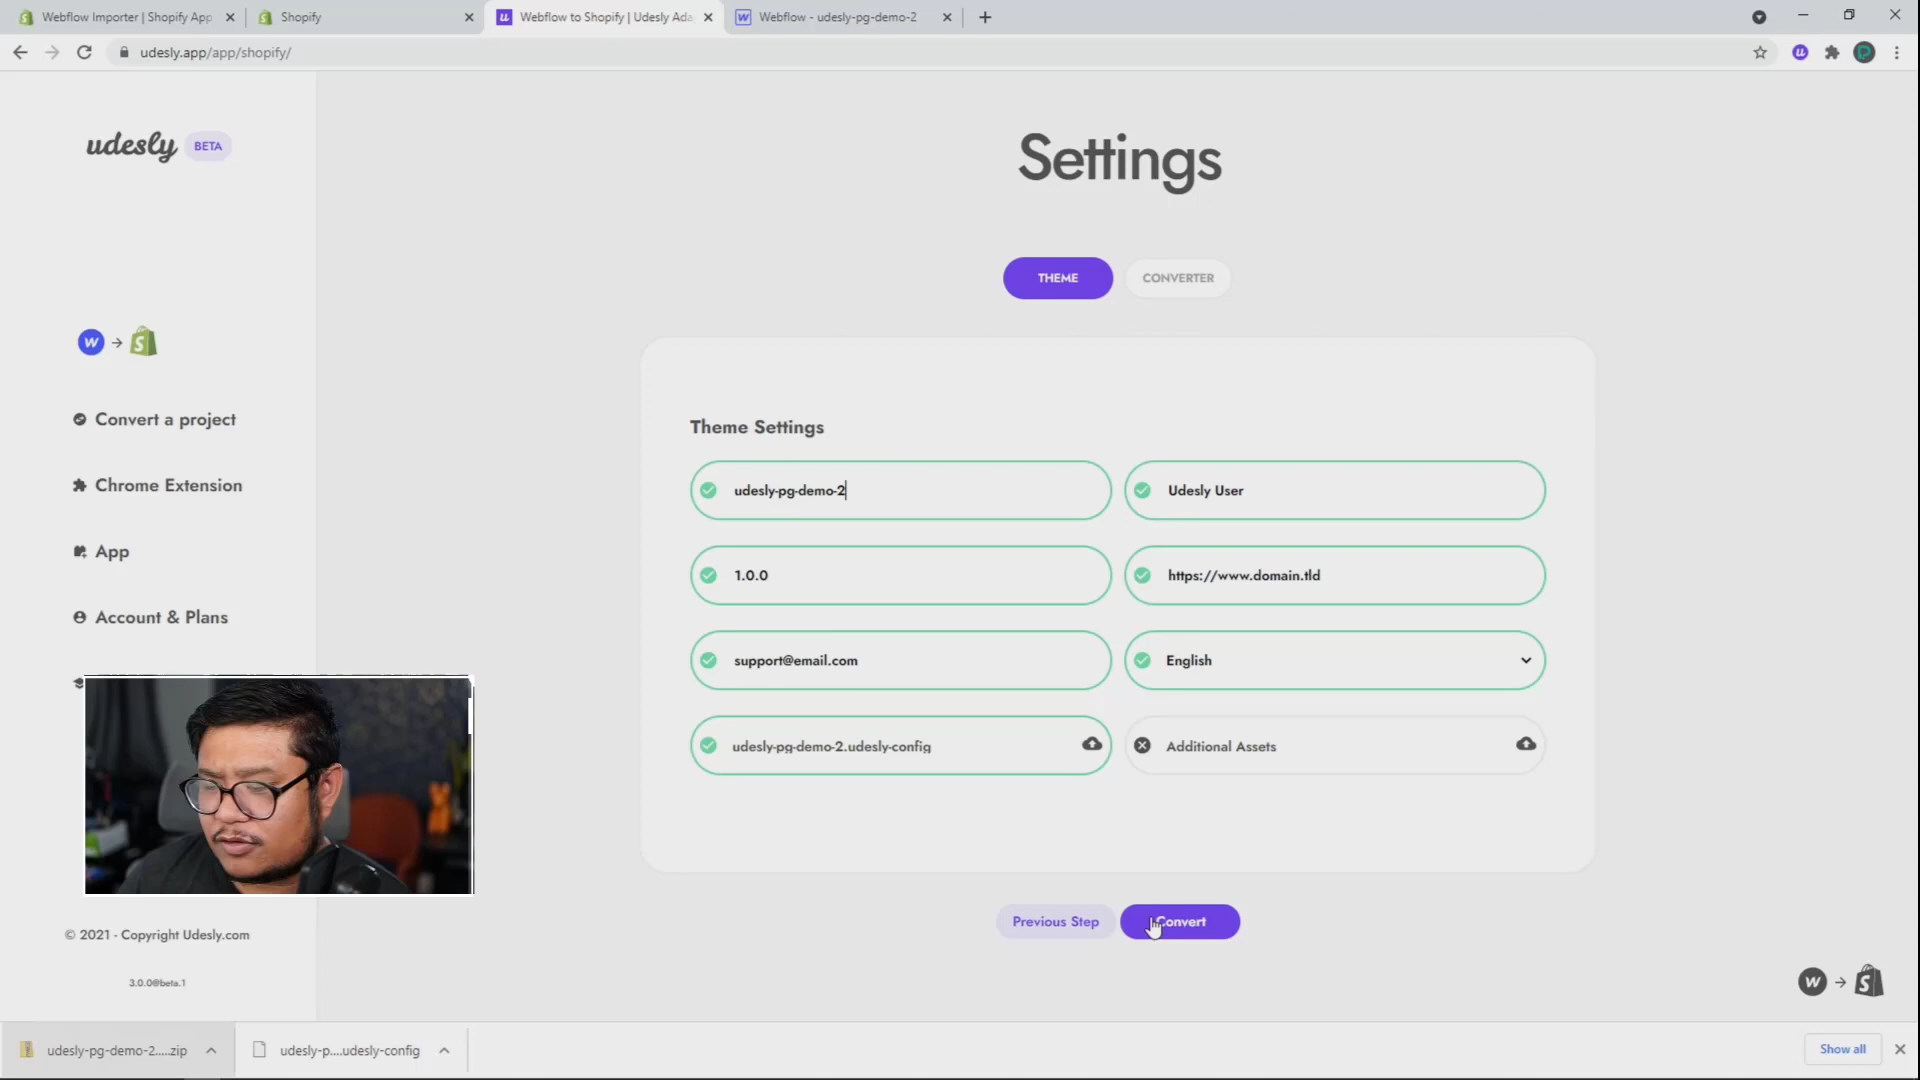 Webflow Importer | Shopify App
Shopify
Webflow to Shopify | Udesly Ada
Webflow - udesly-pg-demo-2
udesly.app/app/shopify/
udesly BETA
Settings
THEME
CONVERTER
Convert a project
Chrome Extension
App
Account & Plans
Theme Settings
udesly-pg-demo-2
Udesly User
1.0.0
https://www.domain.tld
support@email.com
English
udesly-pg-demo-2.udesly-config
Additional Assets
Previous Step
Convert
© 2021 - Copyright Udesly.com
3.0.0@beta.1
udesly-pg-demo-2.....zip
udesly-p....udesly-config
Show all